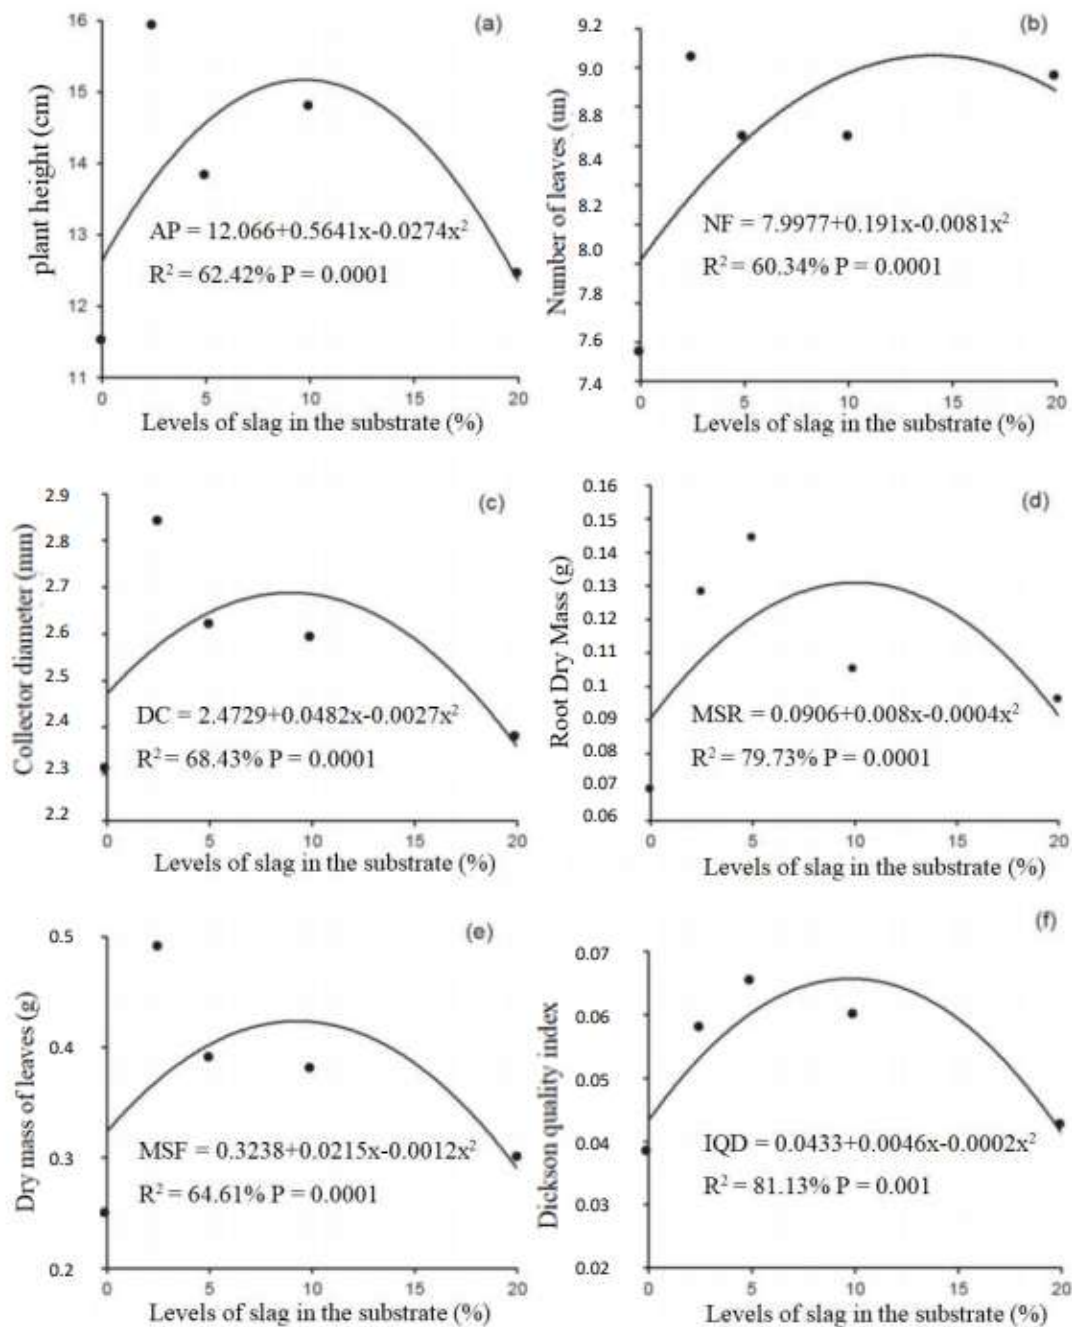 (a)
16
15
14
13
12
11
plant height (cm)
AP = 12.066+0.5641x-0.0274x²
R² = 62.42% P = 0.0001
0 5 10 15 20
Levels of slag in the substrate (%)
(b)
9.2
9.0
8.8
8.4
8.2
8.0
7.8
7.6
7.4
Number of leaves (un)
NF = 7.9977+0.191x-0.0081x²
R² = 60.34% P = 0.0001
0 5 10 15 20
Levels of slag in the substrate (%)
(c)
2.9
2.8
2.7
2.6
2.5
2.4
2.3
2.2
Collector diameter (mm)
DC = 2.4729+0.0482x-0.0027x²
R² = 68.43% P = 0.0001
0 5 10 15 20
Levels of slag in the substrate (%)
(d)
0.16
0.15
0.14
0.13
0.12
0.11
0.1
0.09
0.08
0.07
0.06
Root Dry Mass (g)
MSR = 0.0906+0.008x-0.0004x²
R² = 79.73% P = 0.0001
0 5 10 15 20
Levels of slag in the substrate (%)
(e)
0.5
0.4
0.3
0.2
Dry mass of leaves (g)
MSF = 0.3238+0.0215x-0.0012x²
R² = 64.61% P = 0.0001
0 5 10 15 20
Levels of slag in the substrate (%)
(f)
0.07
0.06
0.05
0.04
0.03
0.02
Dickson quality index
IQD = 0.0433+0.0046x-0.0002x²
R² = 81.13% P = 0.001
0 5 10 15 20
Levels of slag in the substrate (%)